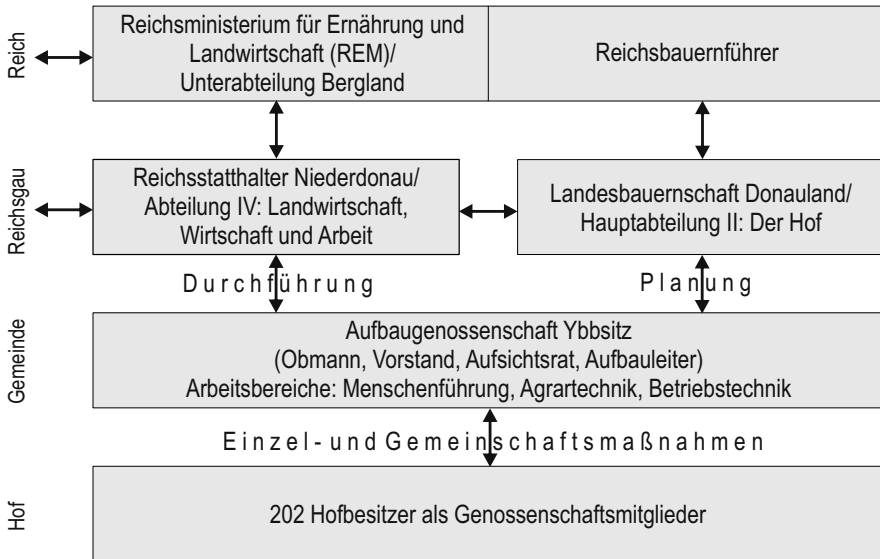 Reich
Reichsministerium für Ernährung und
Landwirtschaft (REM)/
Unterabteilung Bergland
Reichsbauernführer
Reichsgau
Reichsstatthalter Niederdonau/
Abteilung IV: Landwirtschaft,
Wirtschaft und Arbeit
Landesbauernschaft Donauland/
Hauptabteilung II: Der Hof
Durchführung
Planung
Gemeinde
Aufbaugenossenschaft Ybbsitz
(Obmann, Vorstand, Aufsichtsrat, Aufbauleiter)
Arbeitsbereiche: Menschenführung, Agrartechnik, Betriebstechnik
Einzel- und Gemeinschaftsmaßnahmen
Hof
202 Hofbesitzer als Genossenschaftsmitglieder